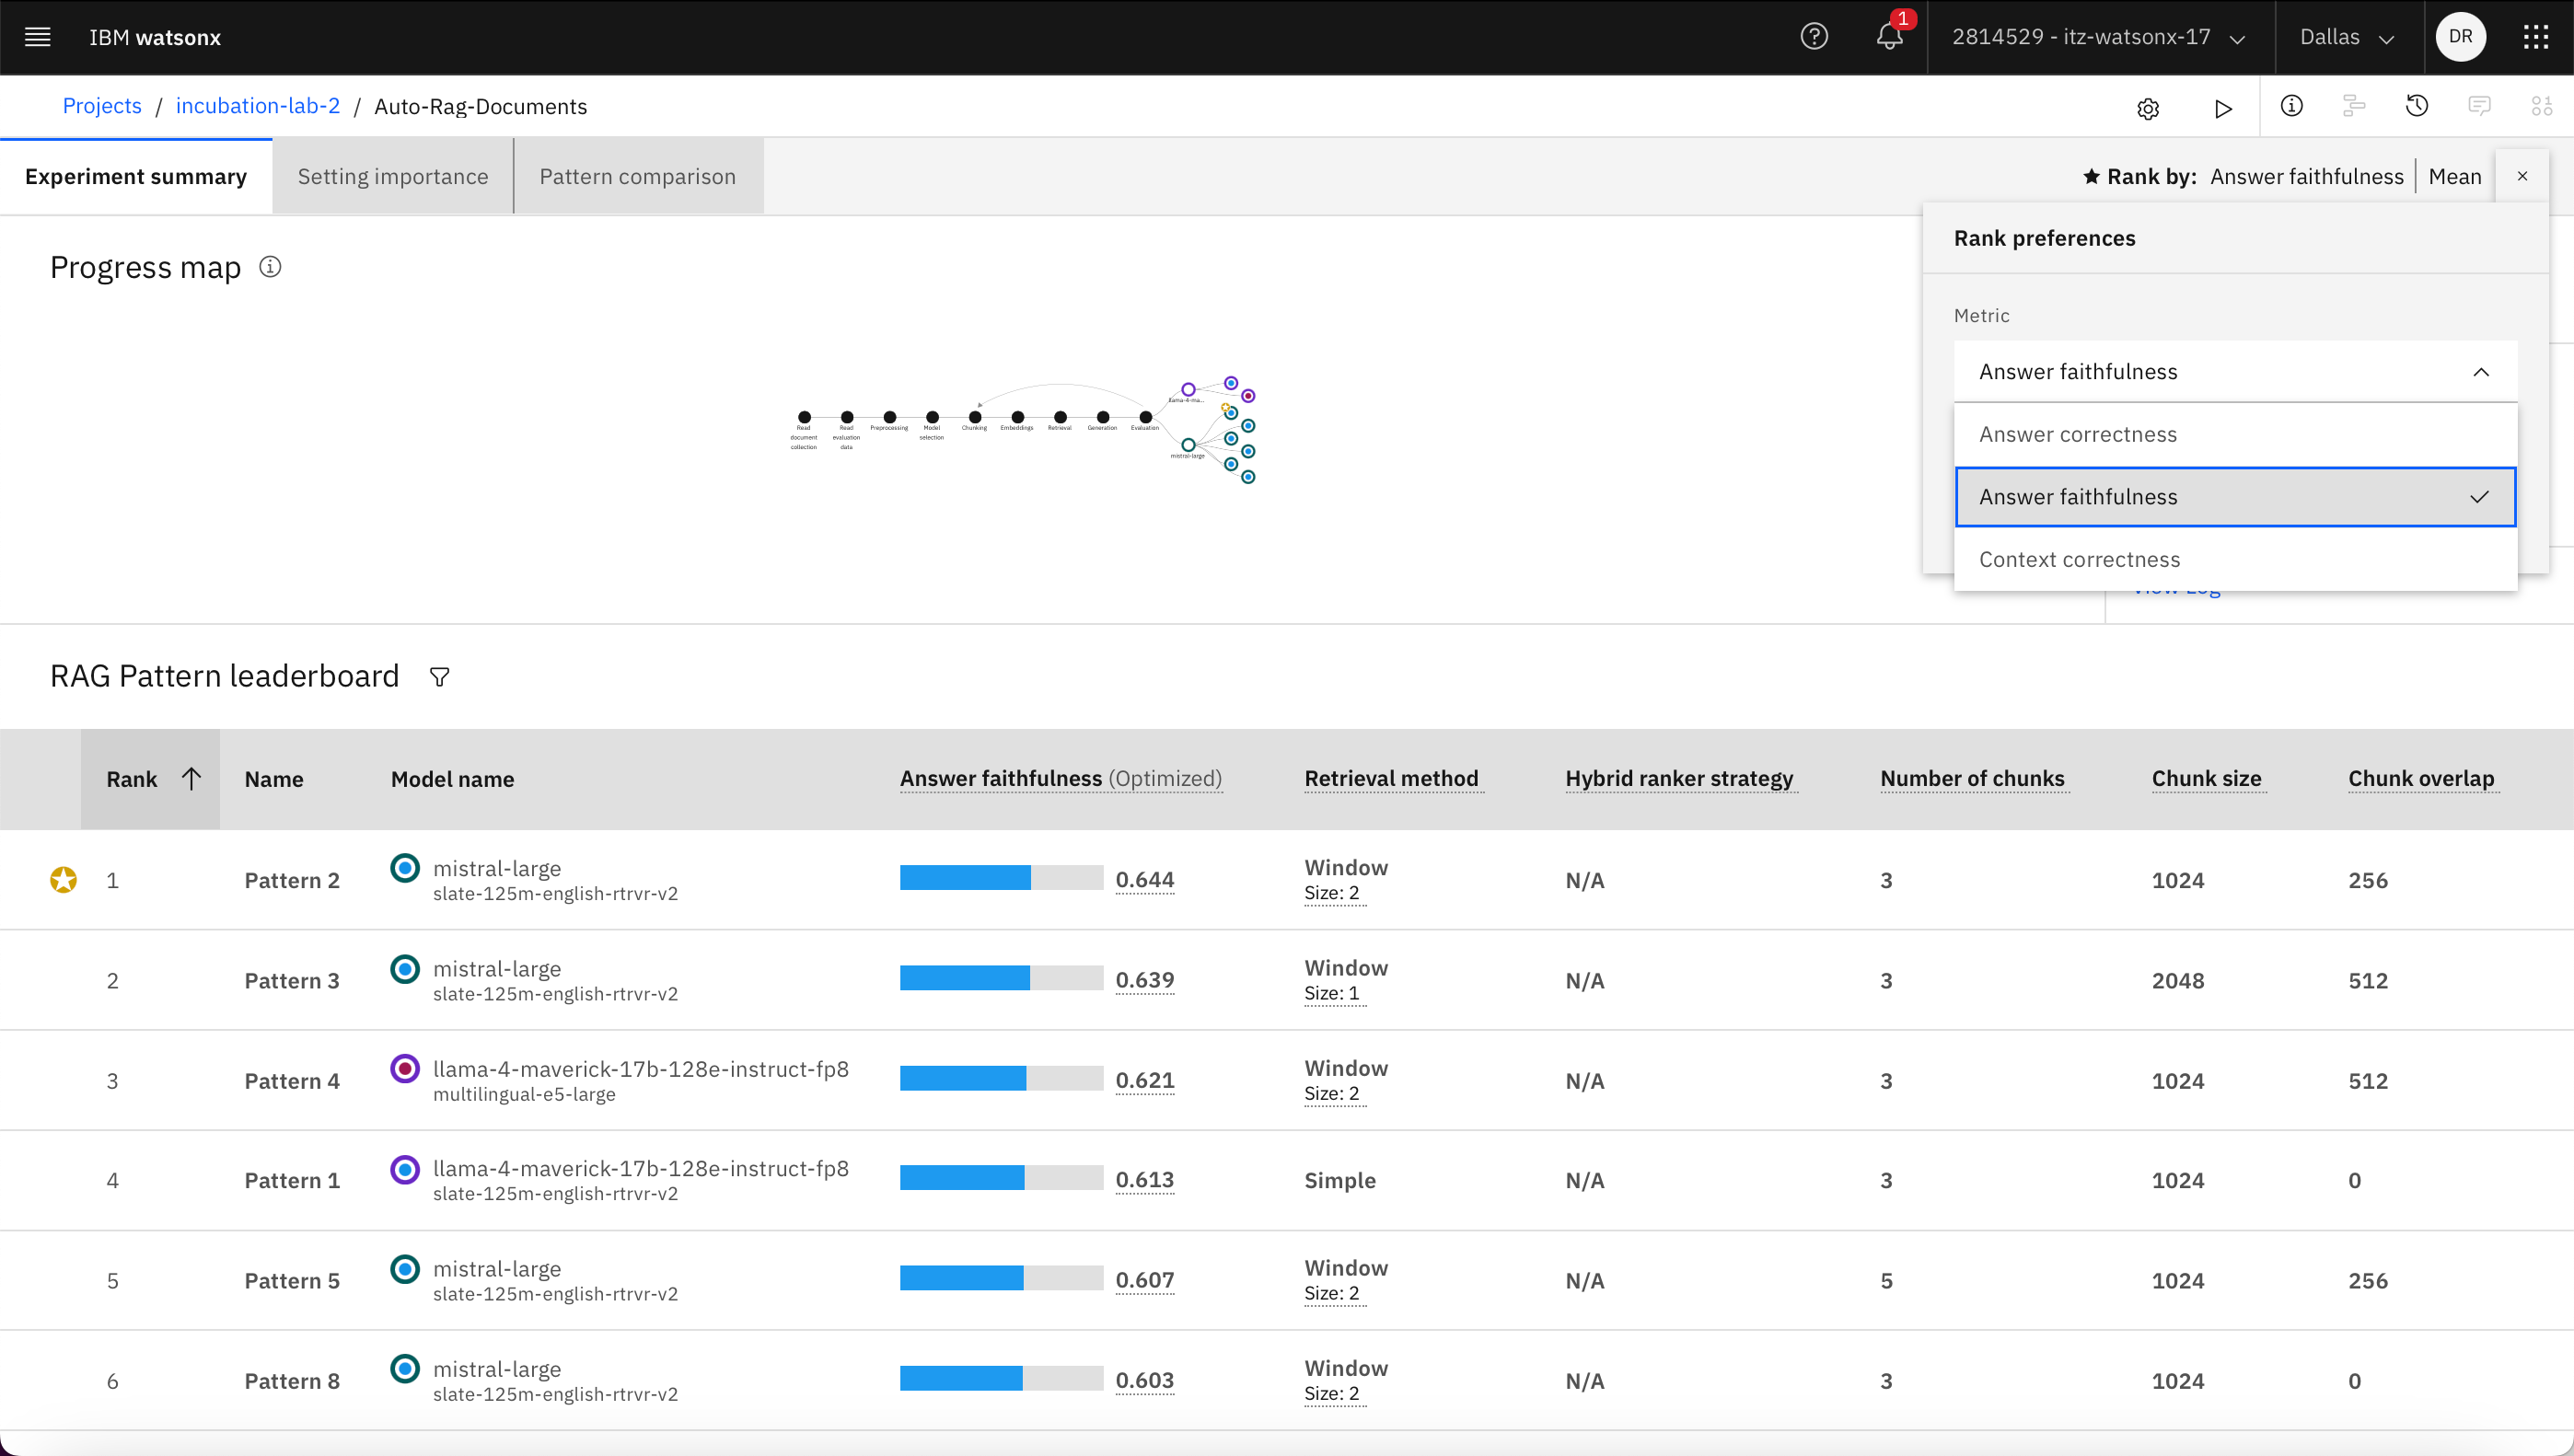 IBM watsonx
1
2814529 - itz-watsonx-17
Dallas
DR
Projects / incubation-lab-2 / Auto-Rag-Documents
Experiment summary
Setting importance
Pattern comparison
Rank by: Answer faithfulness | Mean
Rank preferences
Metric
Answer faithfulness
Answer correctness
Answer faithfulness
Context correctness
View Log
Progress map
Read document collection
Read evaluation data
Preprocessing
Model selection
Chunking
Embeddings
Retrieval
Generation
Evaluation
llama-4-ma...
mistral-large
RAG Pattern leaderboard
Rank Name Model name Answer faithfulness (Optimized) Retrieval method Hybrid ranker strategy Number of chunks Chunk size Chunk overlap
1 Pattern 2 mistral-large 0.644 Window N/A 3 1024 256
slate-125m-english-rtrvr-v2 Size: 2
2 Pattern 3 mistral-large 0.639 Window N/A 3 2048 512
slate-125m-english-rtrvr-v2 Size: 1
3 Pattern 4 llama-4-maverick-17b-128e-instruct-fp8 0.621 Window N/A 3 1024 512
multilingual-e5-large Size: 2
4 Pattern 1 llama-4-maverick-17b-128e-instruct-fp8 0.613 Simple N/A 3 1024 0
slate-125m-english-rtrvr-v2
5 Pattern 5 mistral-large 0.607 Window N/A 5 1024 256
slate-125m-english-rtrvr-v2 Size: 2
6 Pattern 8 mistral-large 0.603 Window N/A 3 1024 0
slate-125m-english-rtrvr-v2 Size: 2